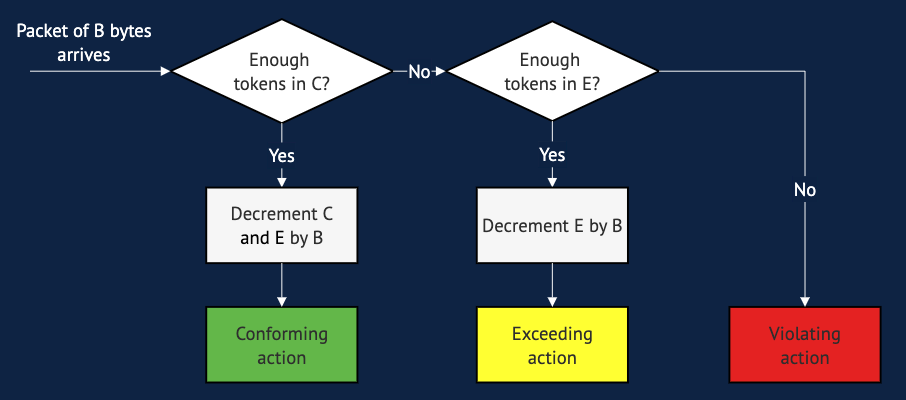 Packet of B bytes
arrives
Enough
tokens in C?
No
Enough
tokens in E?
Yes
Yes
No
Decrement C
and E by B
Decrement E by B
Conforming
action
Exceeding
action
Violating
action